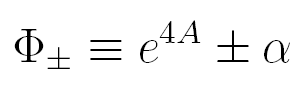 Φ± ≡ e^{4A} ± α